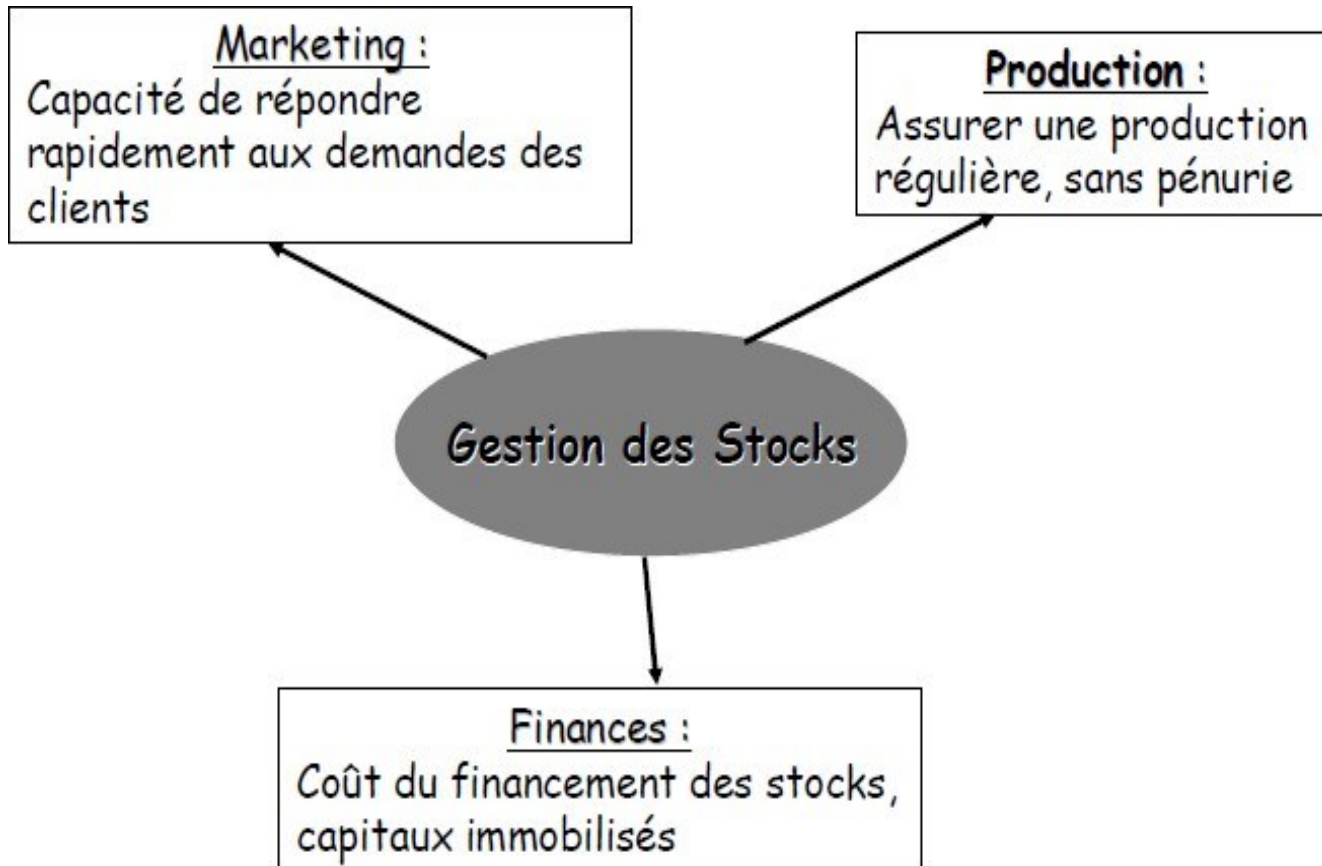 Marketing :
Capacité de répondre
rapidement aux demandes des
clients
Production :
Assurer une production
régulière, sans pénurie
Gestion des Stocks
Finances :
Coût du financement des stocks,
capitaux immobilisés